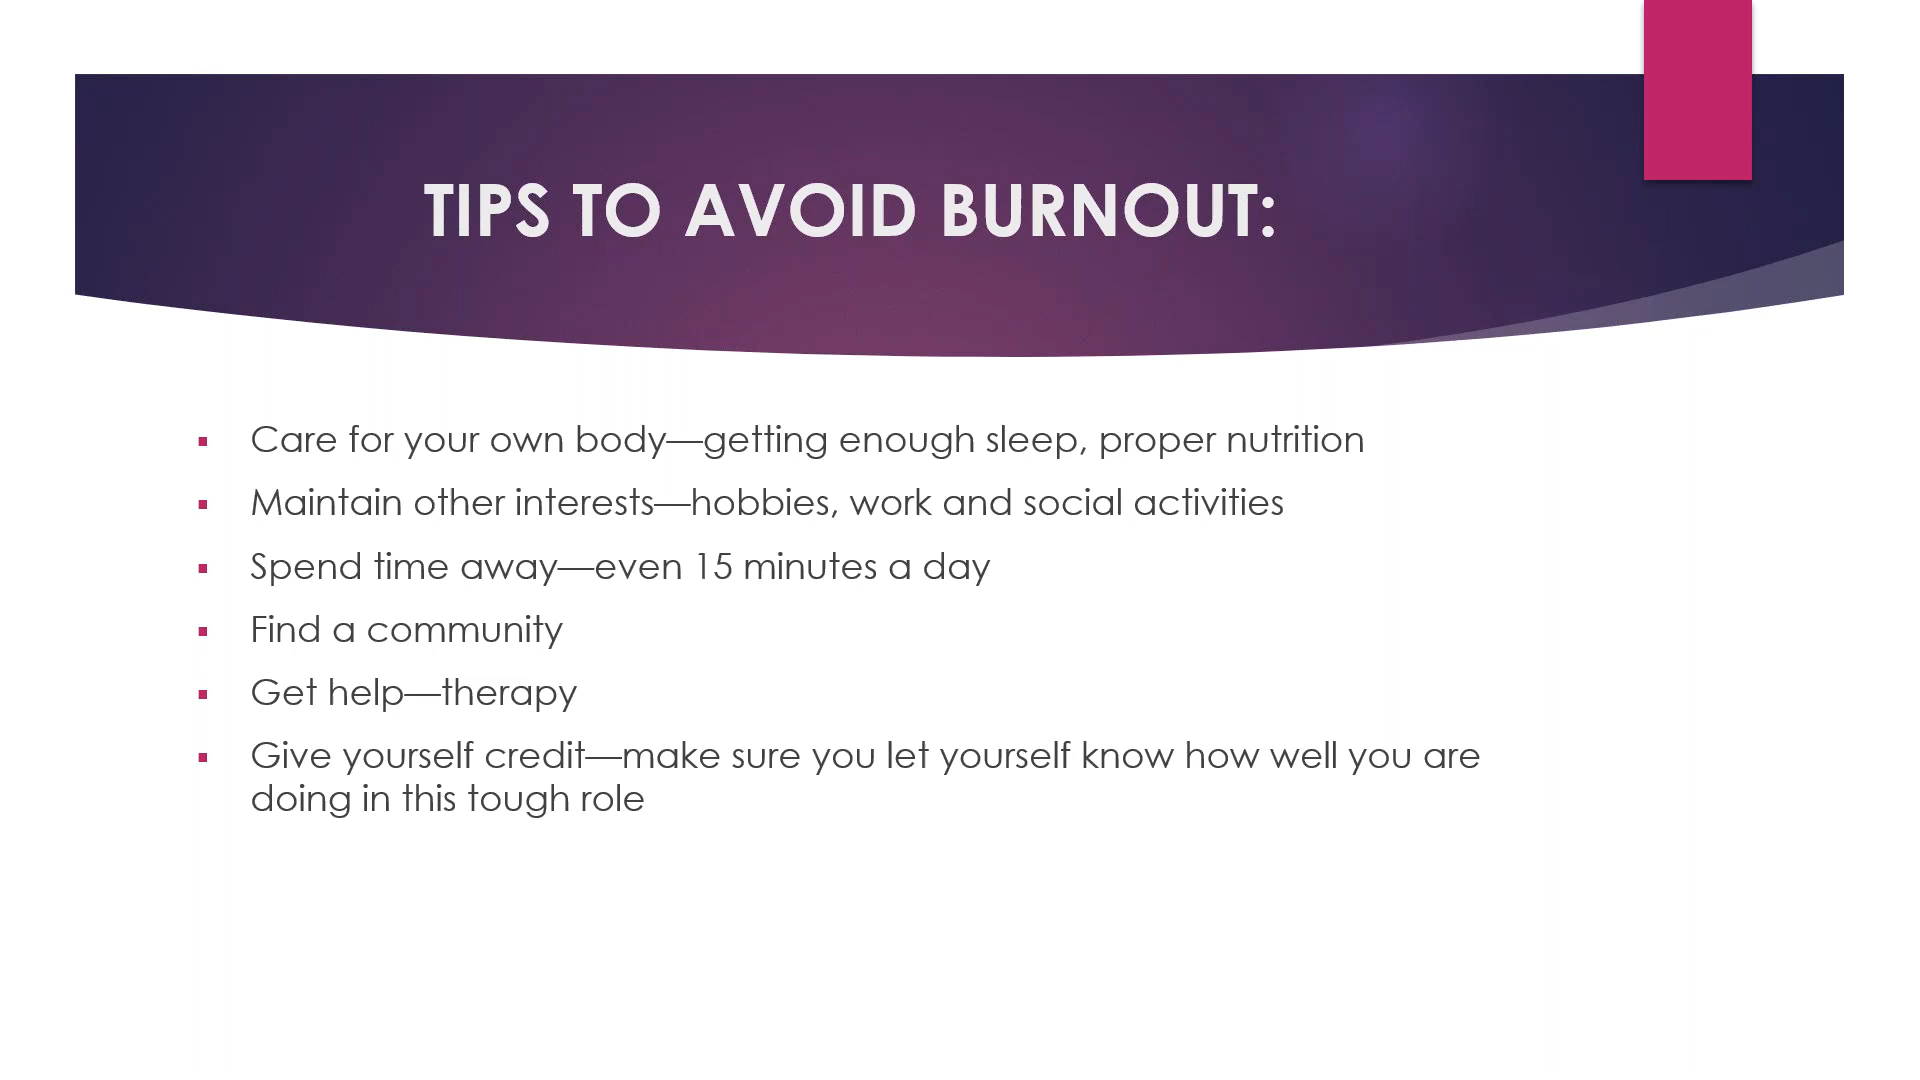 TIPS TO AVOID BURNOUT:
Care for your own body—getting enough sleep, proper nutrition
Maintain other interests—hobbies, work and social activities
Spend time away—even 15 minutes a day
Find a community
Get help—therapy
Give yourself credit—make sure you let yourself know how well you are
doing in this tough role